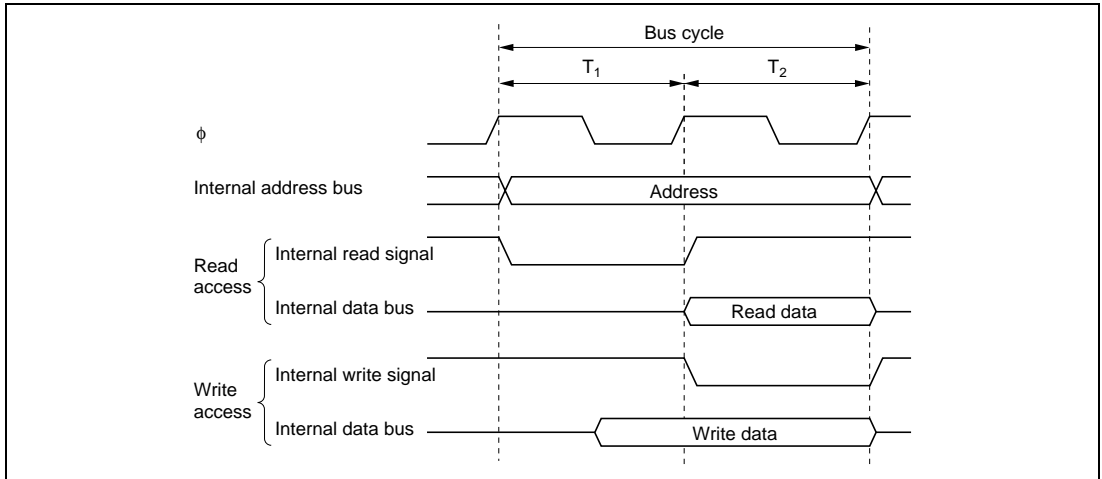 Bus cycle
T₁ T₂
ϕ
Internal address bus Address
Read
access
Internal read signal
Internal data bus Read data
Write
access
Internal write signal
Internal data bus Write data